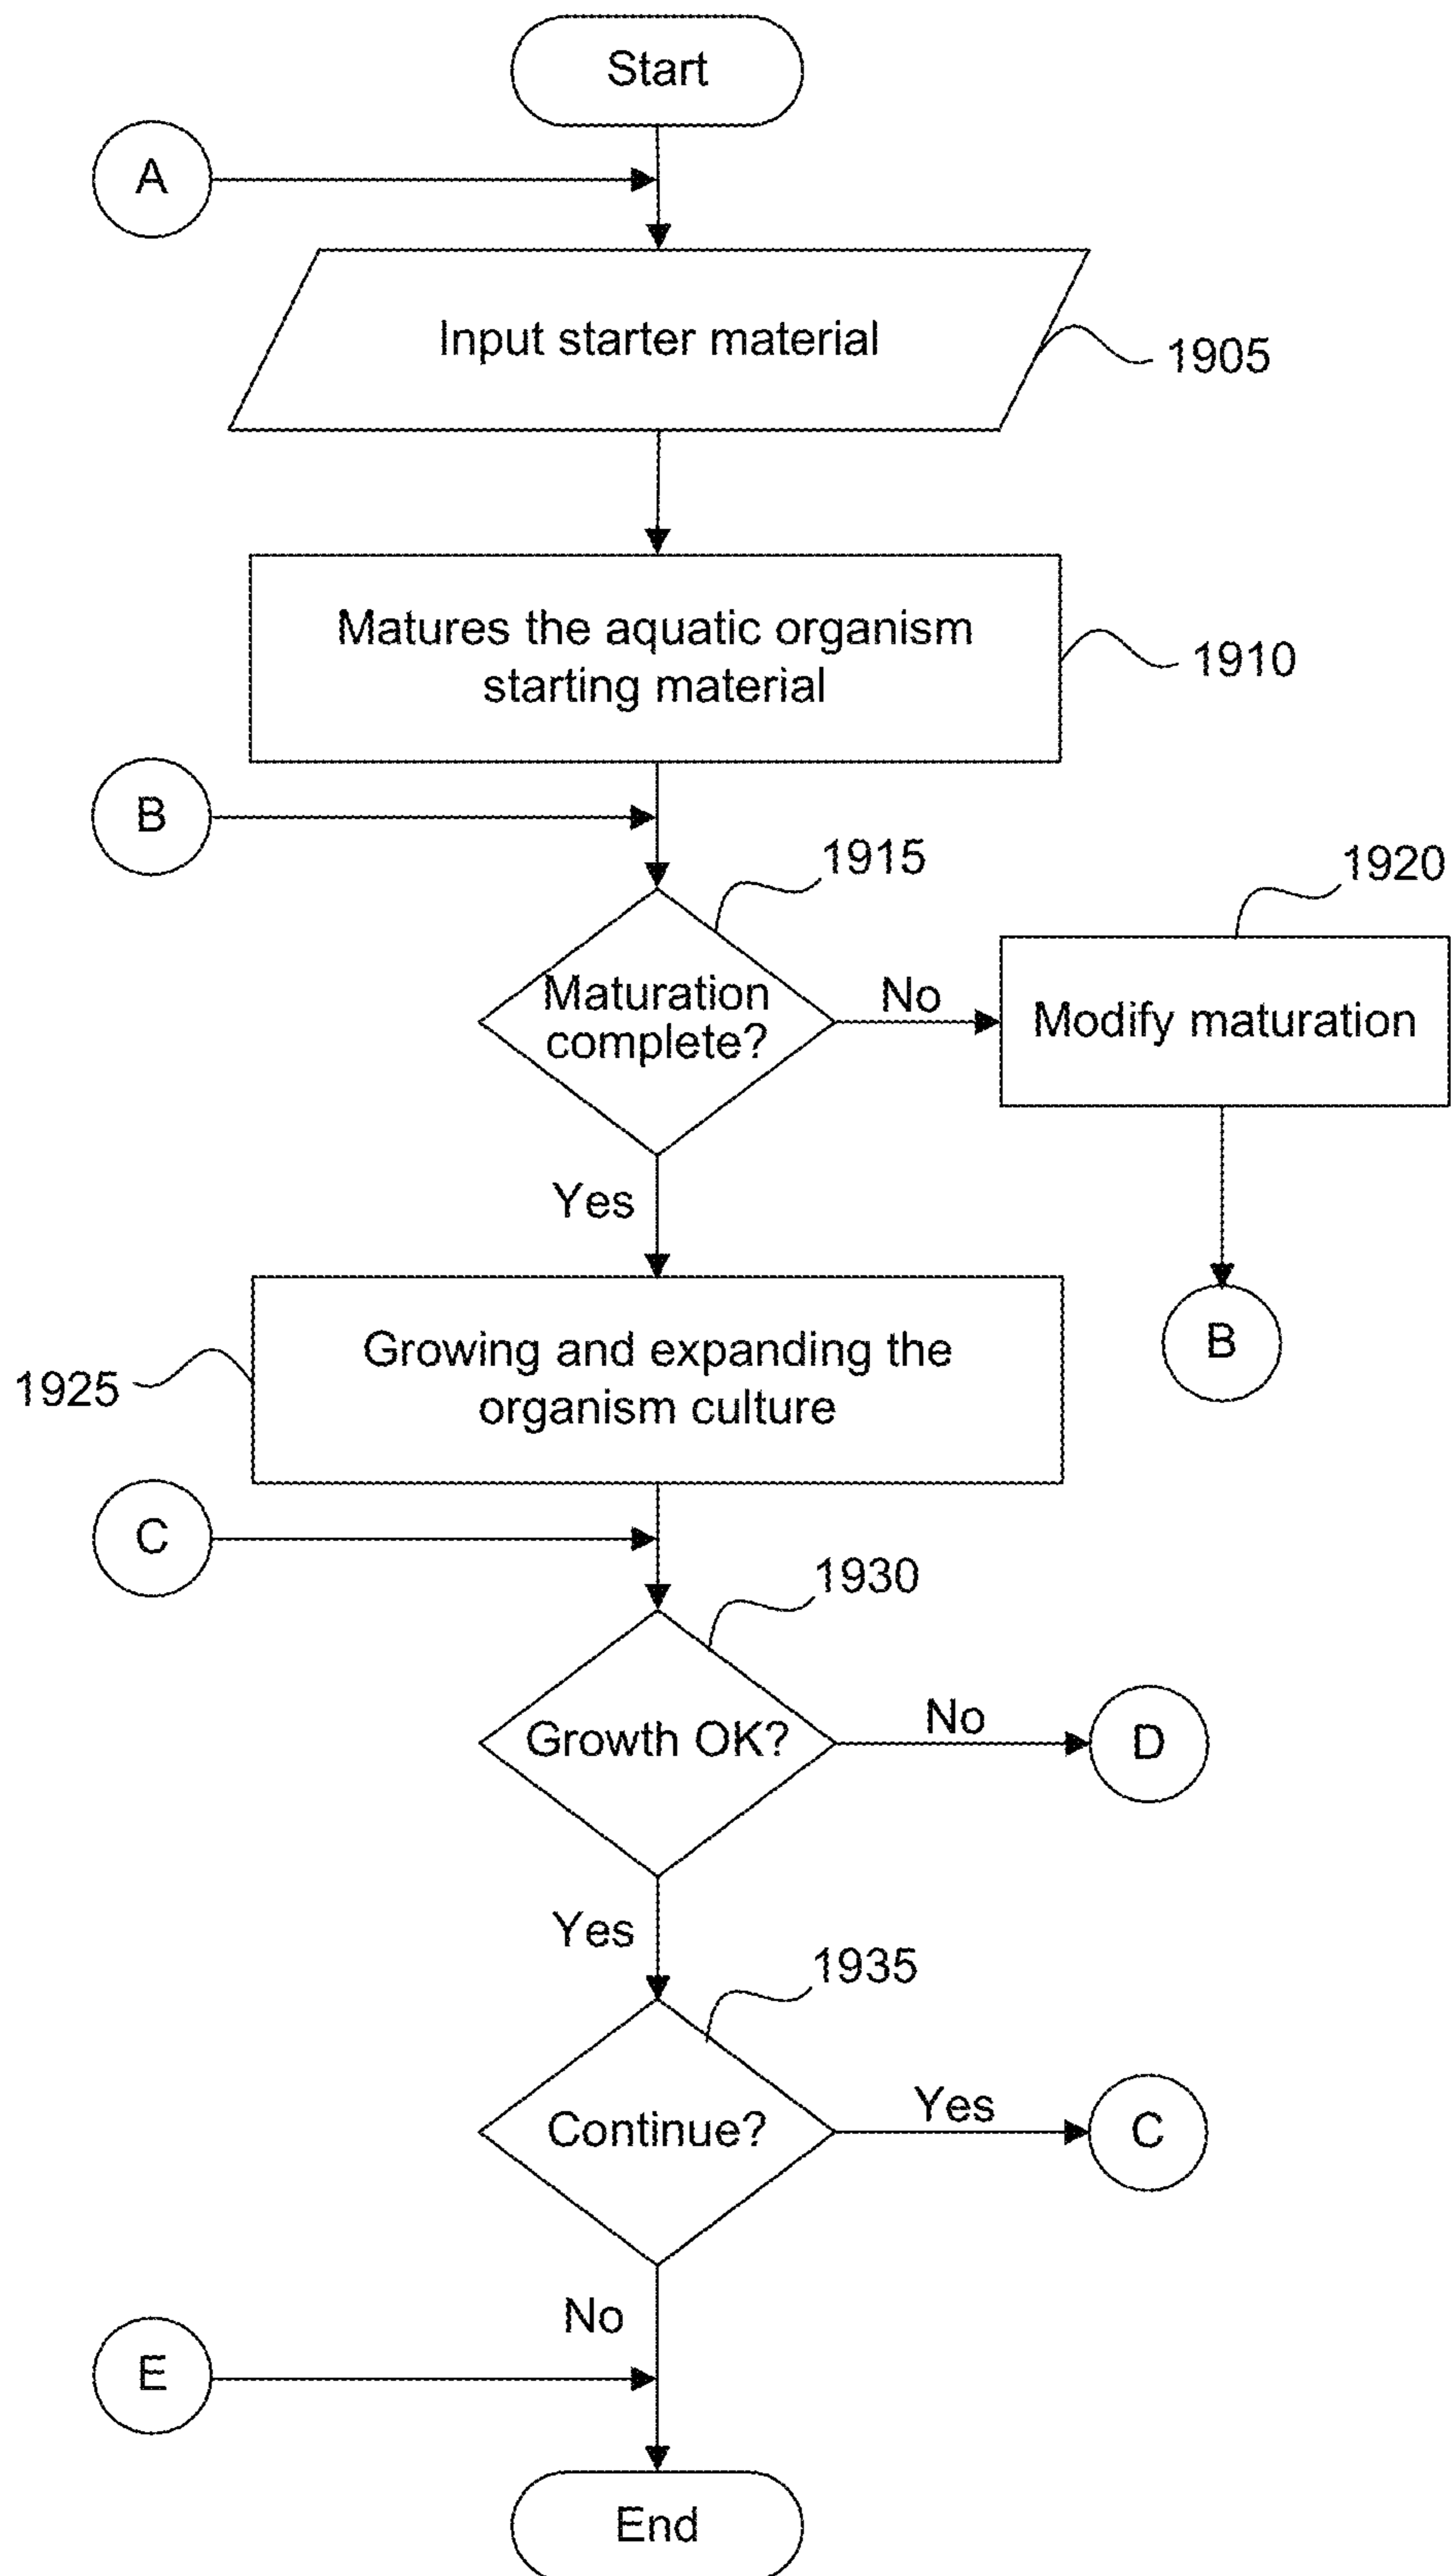 Start
A
Input starter material
1905
Matures the aquatic organism
starting material
1910
B
1915
1920
Maturation
complete?
No
Modify maturation
Yes
B
Growing and expanding the
organism culture
1925
C
1930
Growth OK?
No
D
Yes
1935
Continue?
Yes
C
No
E
End